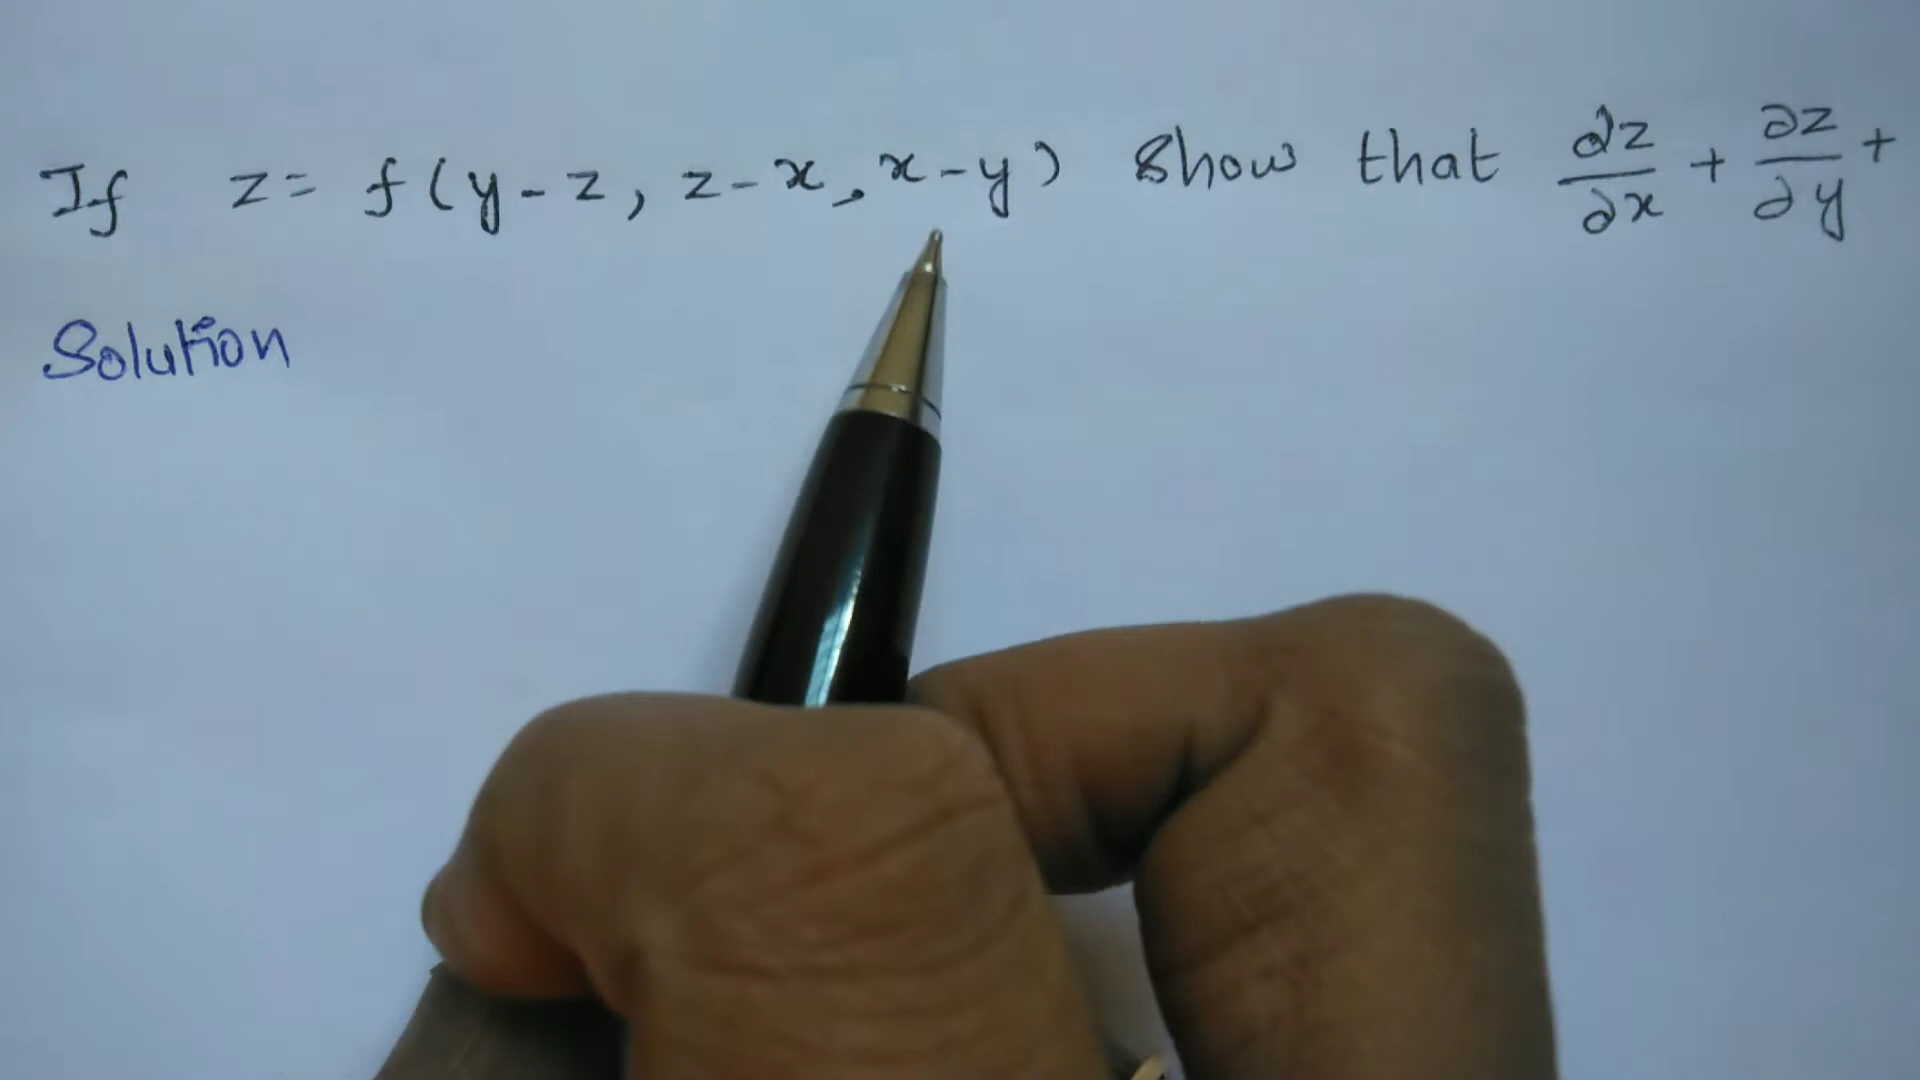 If z = f(y-z, z-x, x-y) Show that ∂z/∂x + ∂z/∂y +
Solution